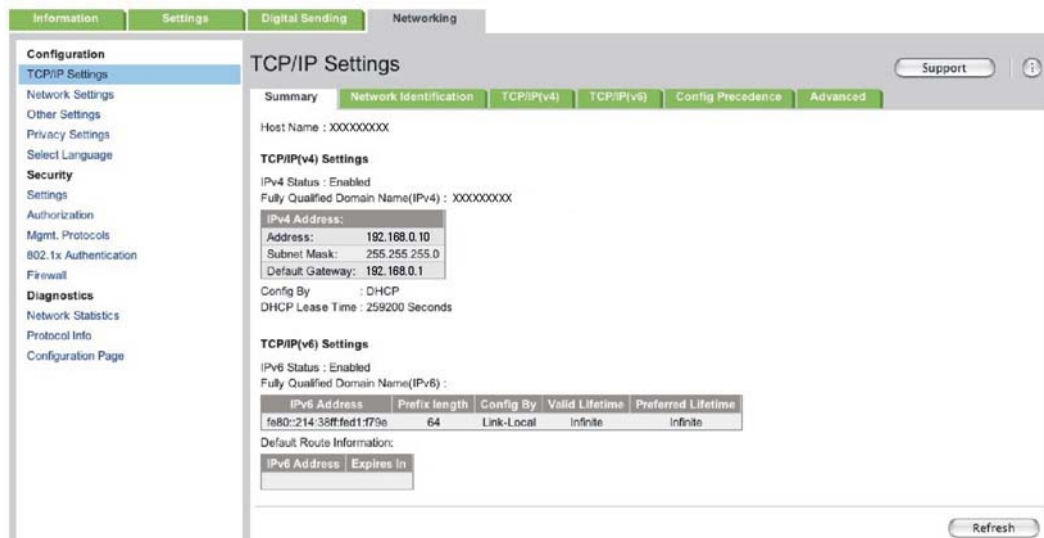 Information Settings Digital Sending Networking
Configuration
TCP/IP Settings
Network Settings
Other Settings
Privacy Settings
Select Language
Security
Settings
Authorization
Mgmt. Protocols
802.1x Authentication
Firewall
Diagnostics
Network Statistics
Protocol Info
Configuration Page
TCP/IP Settings
Support i
Summary Network Identification TCP/IP(v4) TCP/IP(v6) Config Precedence Advanced
Host Name : XXXXXXXXX
TCP/IP(v4) Settings
IPv4 Status : Enabled
Fully Qualified Domain Name(IPv4) : XXXXXXXXX
IPv4 Address:
Address: 192.168.0.10
Subnet Mask: 255.255.255.0
Default Gateway: 192.168.0.1
Config By : DHCP
DHCP Lease Time : 259200 Seconds
TCP/IP(v6) Settings
IPv6 Status : Enabled
Fully Qualified Domain Name(IPv6) :
IPv6 Address Prefix length Config By Valid Lifetime Preferred Lifetime
fe80::214:38ff:fed1:f79e 64 Link-Local Infinite Infinite
Default Route Information:
IPv6 Address Expires In
Refresh